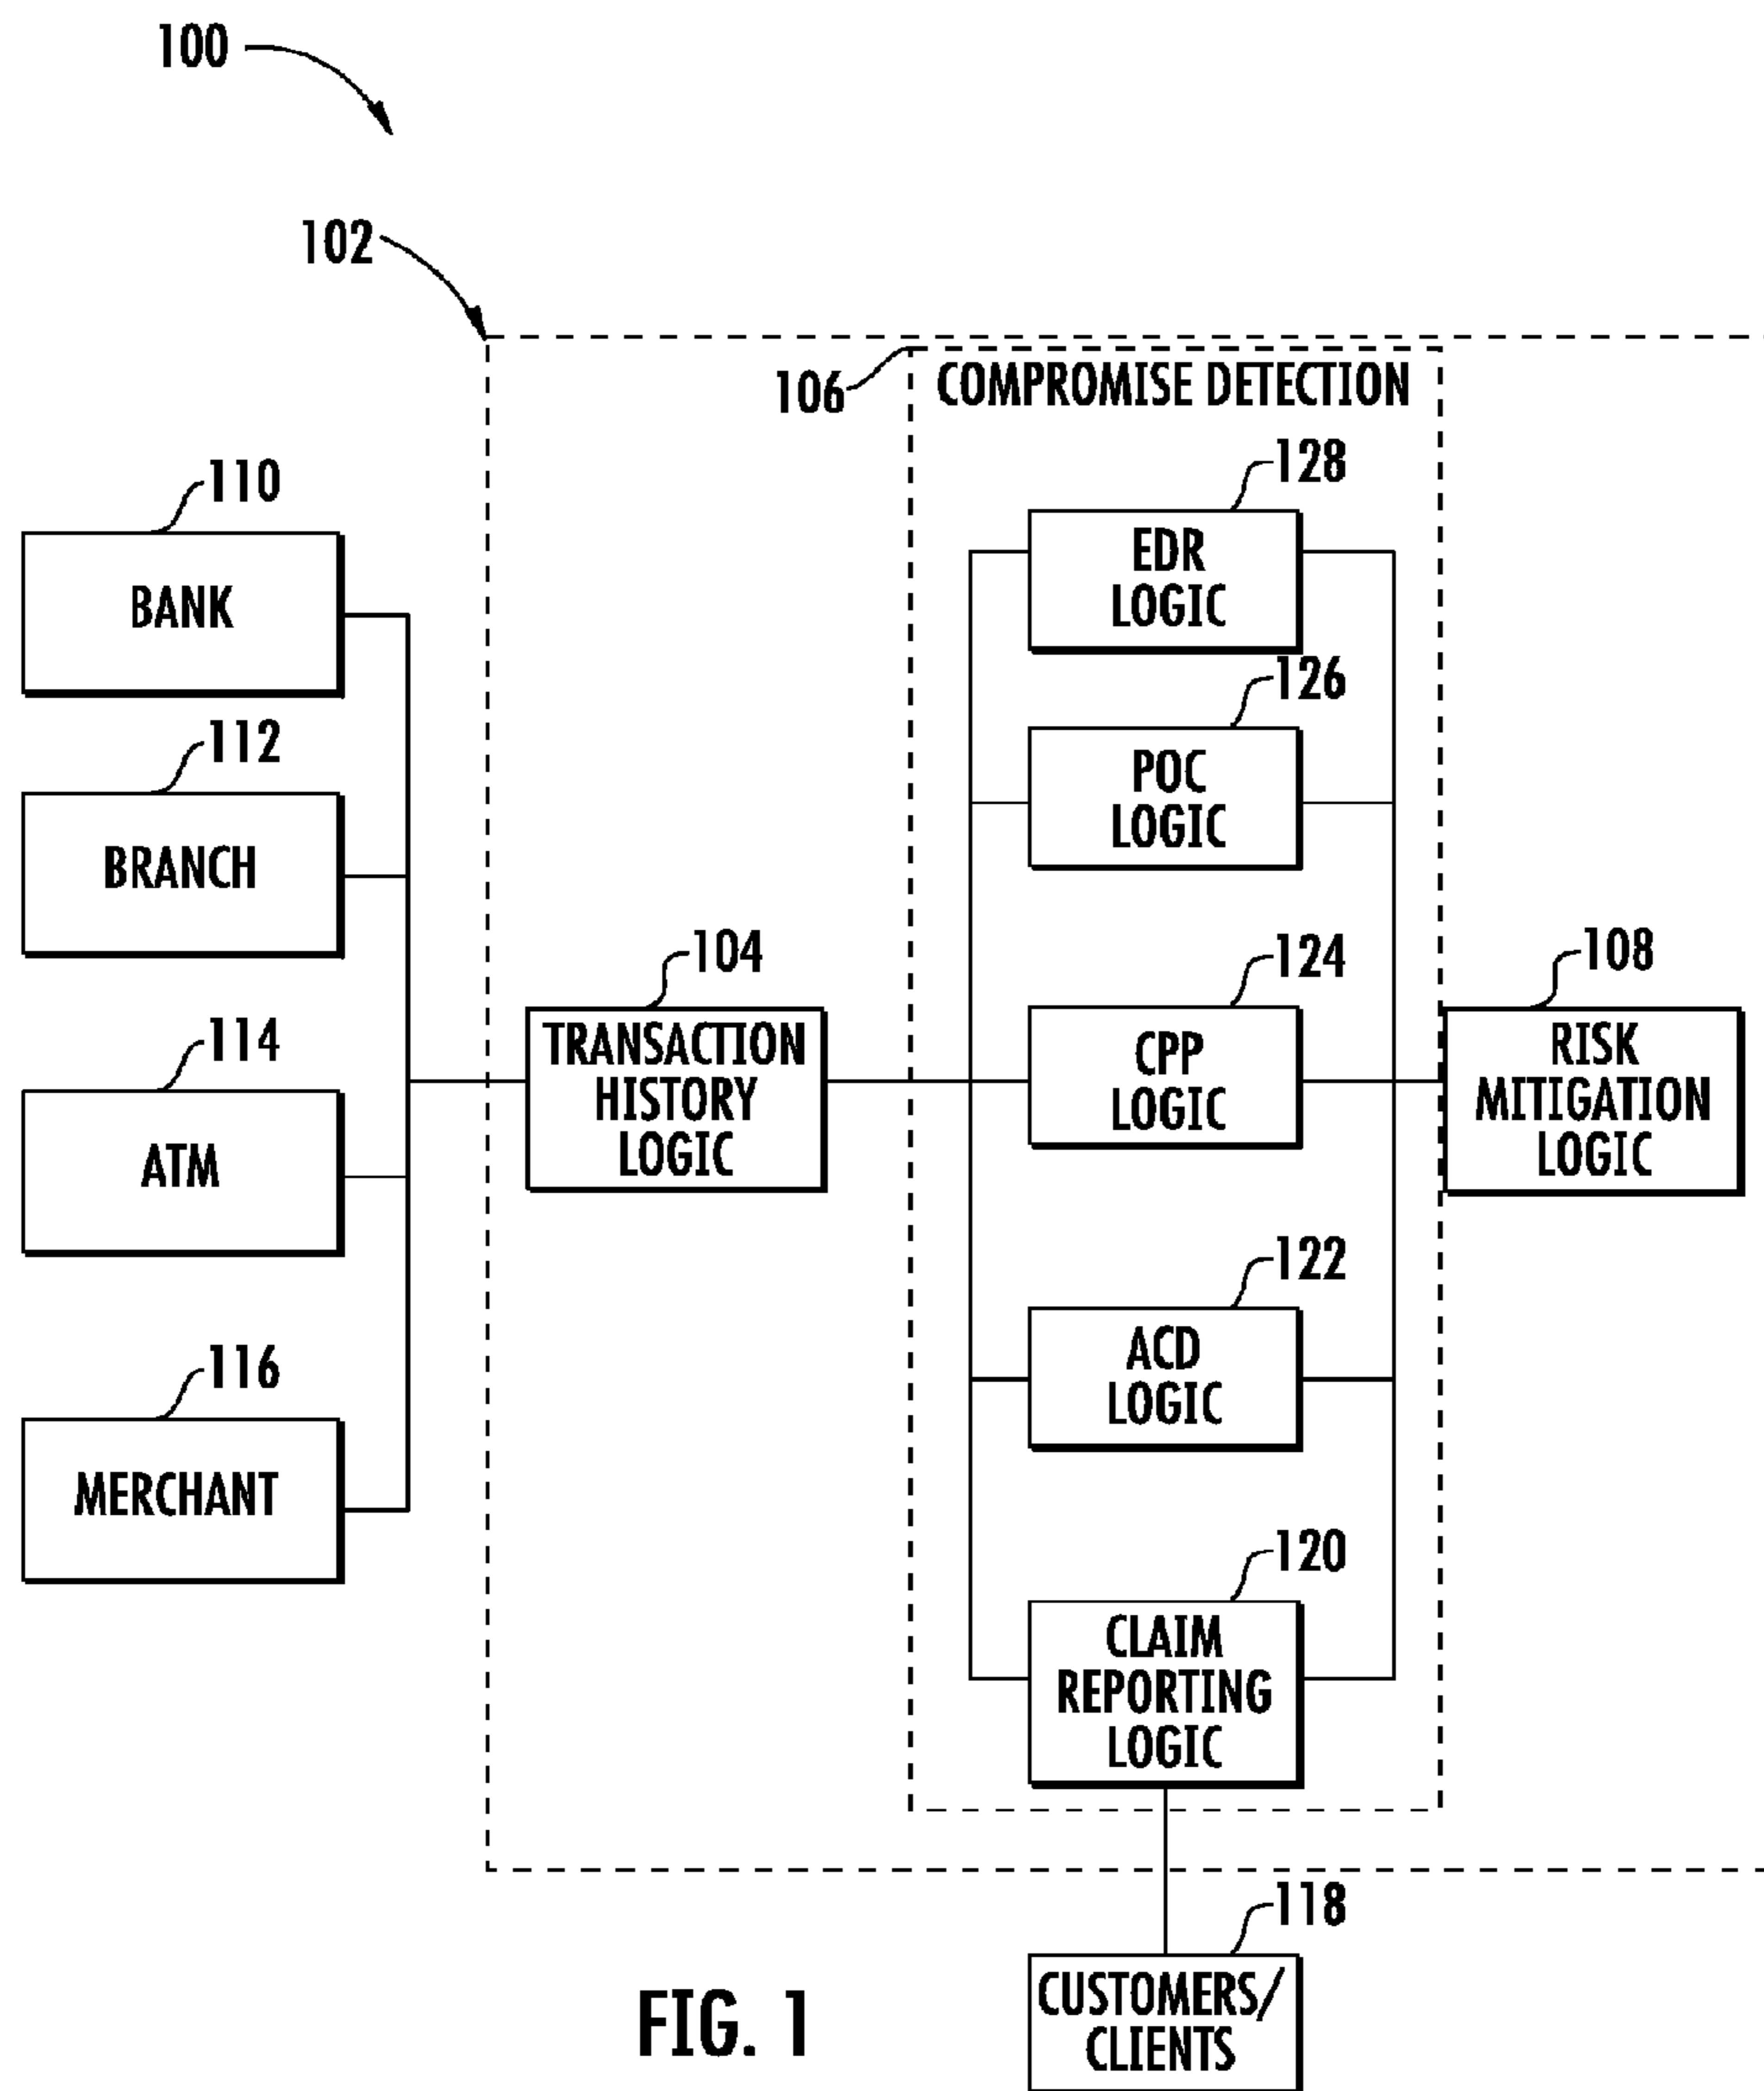 100
102
106
COMPROMISE DETECTION
128
EDR
LOGIC
110
BANK
126
POC
LOGIC
112
BRANCH
104
TRANSACTION
HISTORY
LOGIC
124
CPP
LOGIC
108
RISK
MITIGATION
LOGIC
114
ATM
122
ACD
LOGIC
116
MERCHANT
120
CLAIM
REPORTING
LOGIC
118
CUSTOMERS/
CLIENTS
FIG. 1